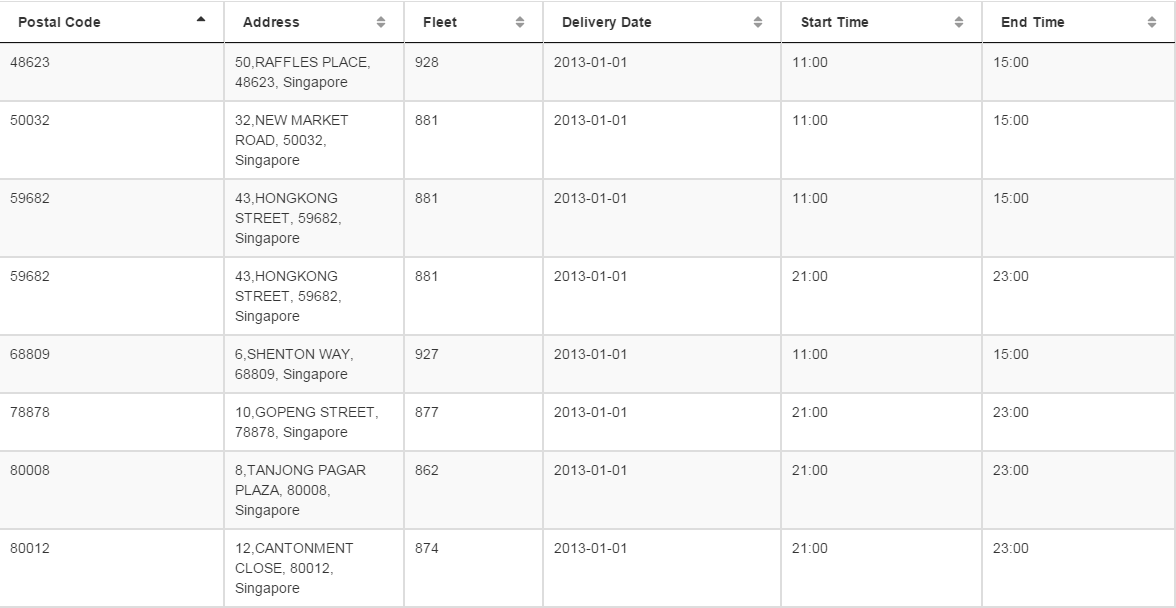 Postal Code Address Fleet Delivery Date Start Time End Time
48623 50,RAFFLES PLACE, 928 2013-01-01 11:00 15:00
48623, Singapore
50032 32,NEW MARKET 881 2013-01-01 11:00 15:00
ROAD, 50032,
Singapore
59682 43,HONGKONG 881 2013-01-01 11:00 15:00
STREET, 59682,
Singapore
59682 43,HONGKONG 881 2013-01-01 21:00 23:00
STREET, 59682,
Singapore
68809 6,SHENTON WAY, 927 2013-01-01 11:00 15:00
68809, Singapore
78878 10,GOPENG STREET, 877 2013-01-01 21:00 23:00
78878, Singapore
80008 8,TANJONG PAGAR 862 2013-01-01 21:00 23:00
PLAZA, 80008,
Singapore
80012 12,CANTONMENT 874 2013-01-01 21:00 23:00
CLOSE, 80012,
Singapore